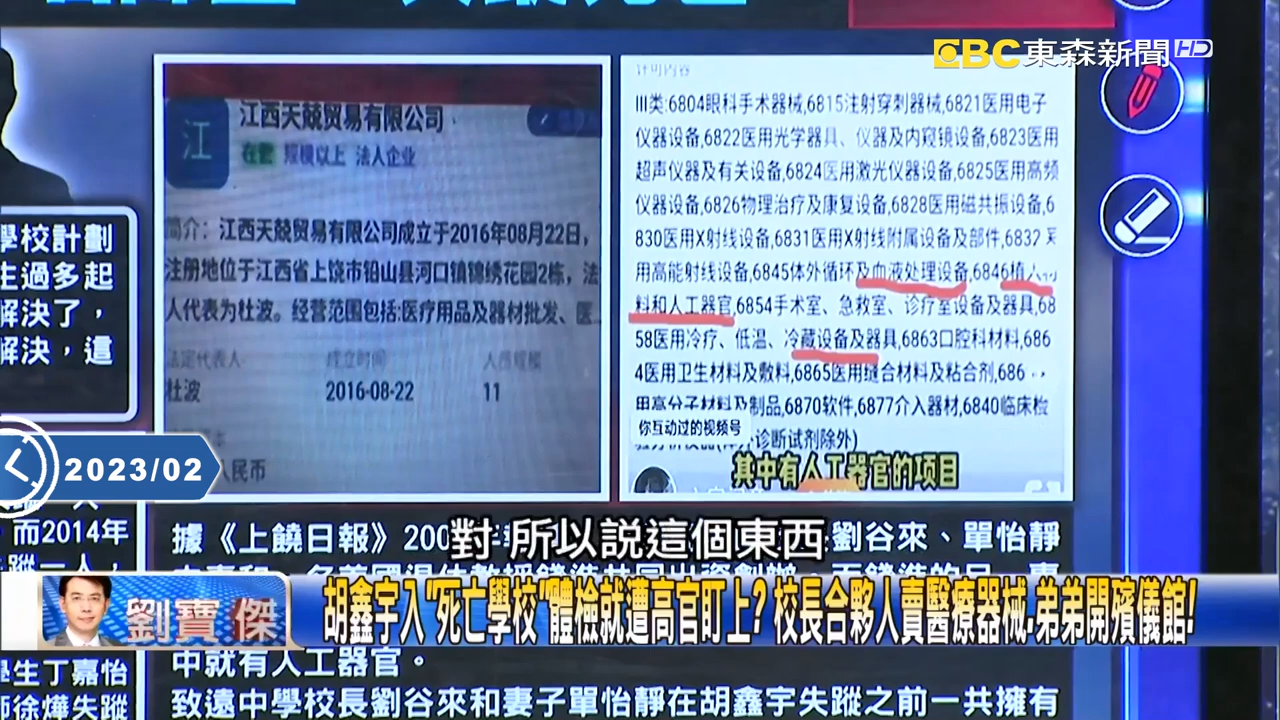 EBC 東森新聞 HD
江西天兢贸易有限公司
江
在营 规模以上 法人企业
简介：江西天兢贸易有限公司成立于2016年08月22日，
注册地位于江西省上饶市铅山县河口镇锦绣花园2栋，法
人代表为杜波。经营范围包括:医疗用品及器材批发、医
法定代表人 成立时间 人员规模
杜波 2016-08-22 11
人民币
许可内容
III类:6804眼科手术器械,6815注射穿刺器械,6821医用电子
仪器设备,6822医用光学器具、仪器及内窥镜设备,6823医用
超声仪器及有关设备,6824医用激光仪器设备,6825医用高频
仪器设备,6826物理治疗及康复设备,6828医用磁共振设备,6
830医用X射线设备,6831医用X射线附属设备及部件,6832
用高能射线设备,6845体外循环及血液处理设备,6846植入材
料和人工器官,6854手术室、急救室、诊疗室设备及器具,68
58医用冷疗、低温、冷藏设备及器具,6863口腔科材料,686
4医用卫生材料及敷料,6865医用缝合材料及粘合剂,686
用高分子材料及制品,6870软件,6877介入器材,6840临床检
你互动过的视频号
诊断试剂除外)
其中有人工器官的项目
學校計劃
生過多起
解決了，
解決，這
2023/02
而2014年
據《上饒日報》200
劉谷來、單怡靜
對 所以說這個東西
劉寶傑
胡鑫宇入"死亡學校"體檢就遭高官盯上?校長合夥人賣醫療器械.弟弟開殯儀館!
學生丁嘉怡
師徐燁失蹤
中就有人工器官。
致遠中學校長劉谷來和妻子單怡靜在胡鑫宇失蹤之前一共擁有